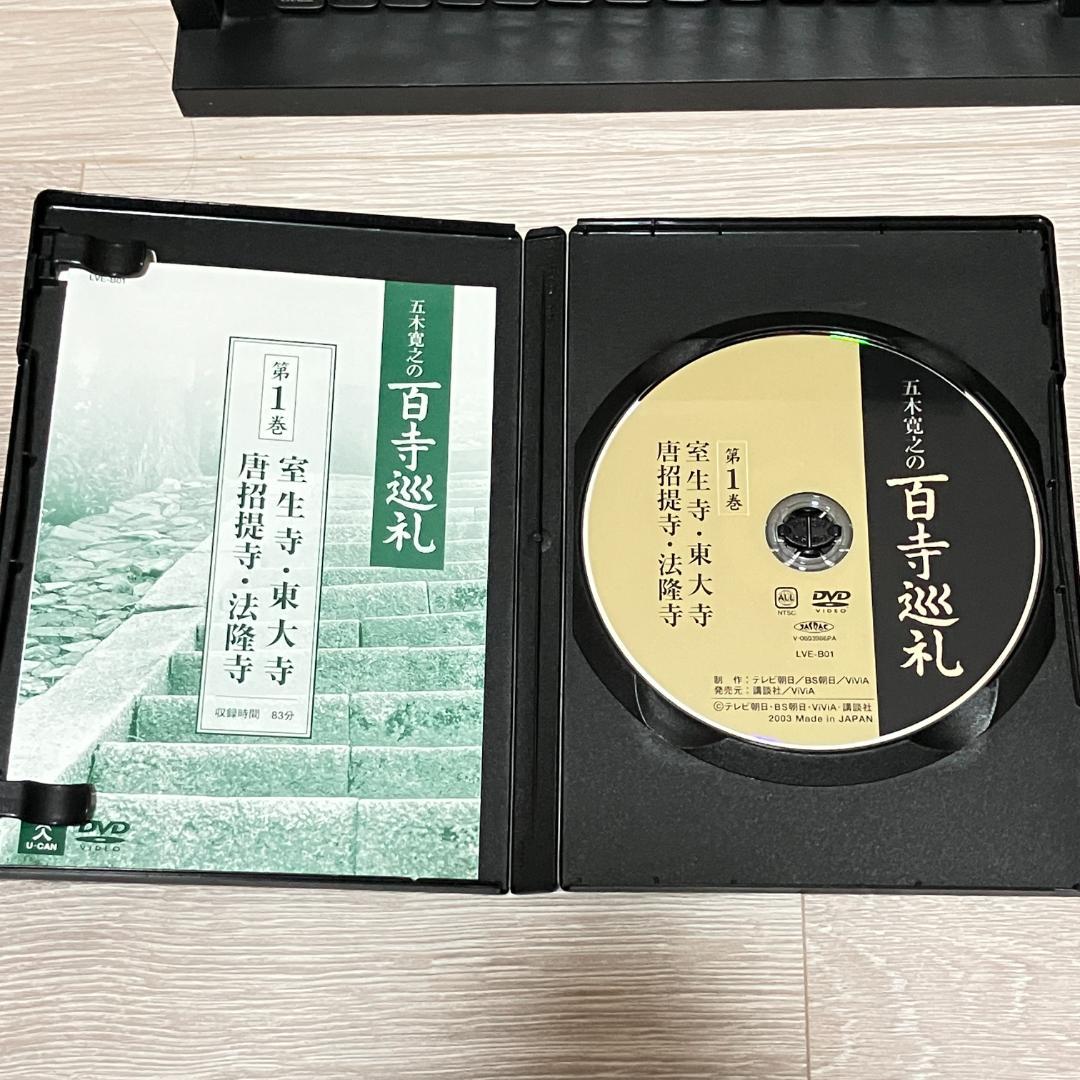 LVE-B01
五木寛之の
百寺巡礼
第1巻
室生寺・東大寺
唐招提寺・法隆寺
収録時間 83分
U-CAN
DVD
VIDEO
五木寛之の
百寺巡礼
第1巻
室生寺・東大寺
唐招提寺・法隆寺
ALL
NTSC
DVD
VIDEO
JASRAC
V-0803986PA
LVE-B01
制 作：テレビ朝日／BS朝日／ViViA
発売元：講談社／ViViA
Ⓒテレビ朝日・BS朝日・ViViA・講談社
2003 Made in JAPAN